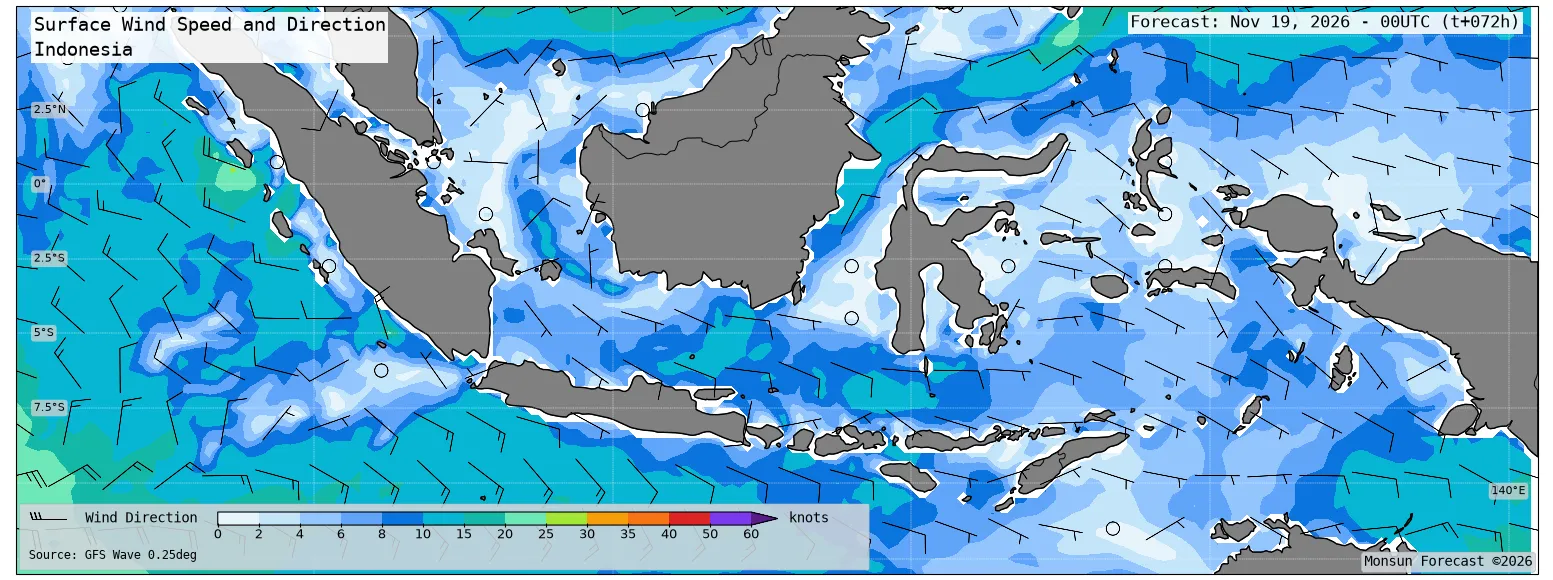 Surface Wind Speed and Direction
Indonesia
Forecast: Nov 19, 2026 - 00UTC (t+072h)
2.5°N
0°
2.5°S
5°S
7.5°S
140°E
Wind Direction
0 2 4 6 8 10 15 20 25 30 35 40 50 60
knots
Source: GFS Wave 0.25deg
Monsun Forecast ©2026